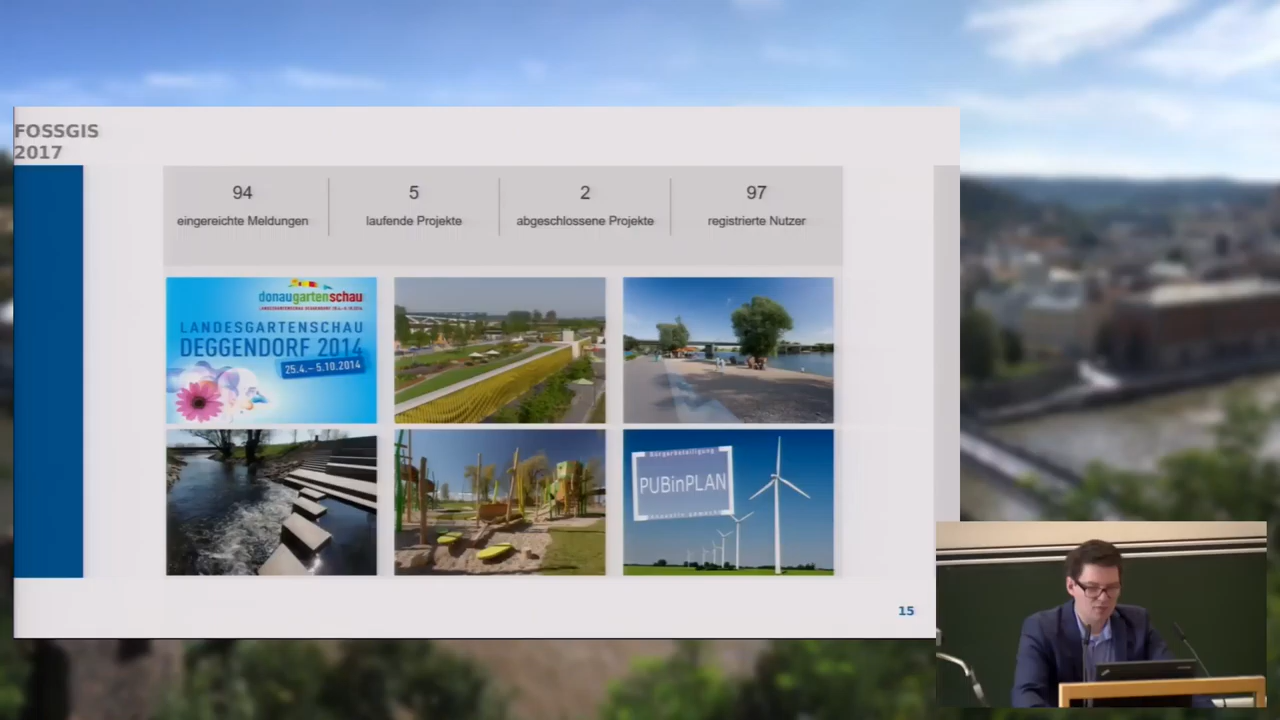 FOSSGIS
2017
94
eingereichte Meldungen
5
laufende Projekte
2
abgeschlossene Projekte
97
registrierte Nutzer
donaugartenschau
LANDESGARTENSCHAU
DEGGENDORF 2014
25.4. – 5.10.2014
Bürgerbeteiligung
PUBinPLAN
15